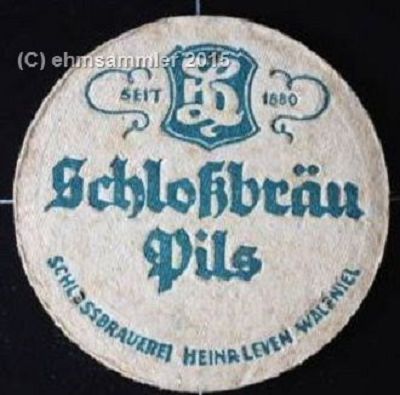 (C) ehmsammler 2015
SEIT 1880
Schloßbräu
Pils
SCHLOSSBRAUEREI HEINR. LEVEN WALDNIEL